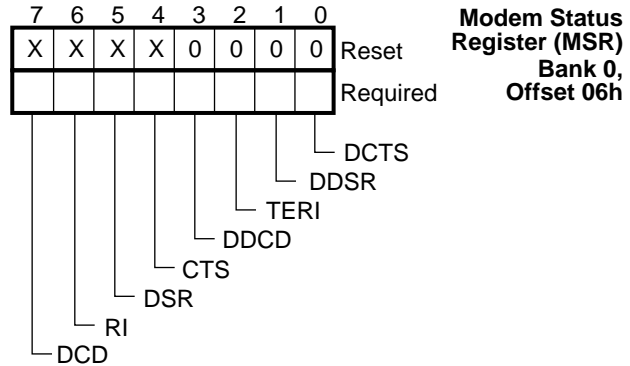 7 6 5 4 3 2 1 0
Modem Status
Register (MSR)
Bank 0,
Offset 06h
X X X X 0 0 0 0 Reset
Required
DCTS
DDSR
TERI
DDCD
CTS
DSR
RI
DCD